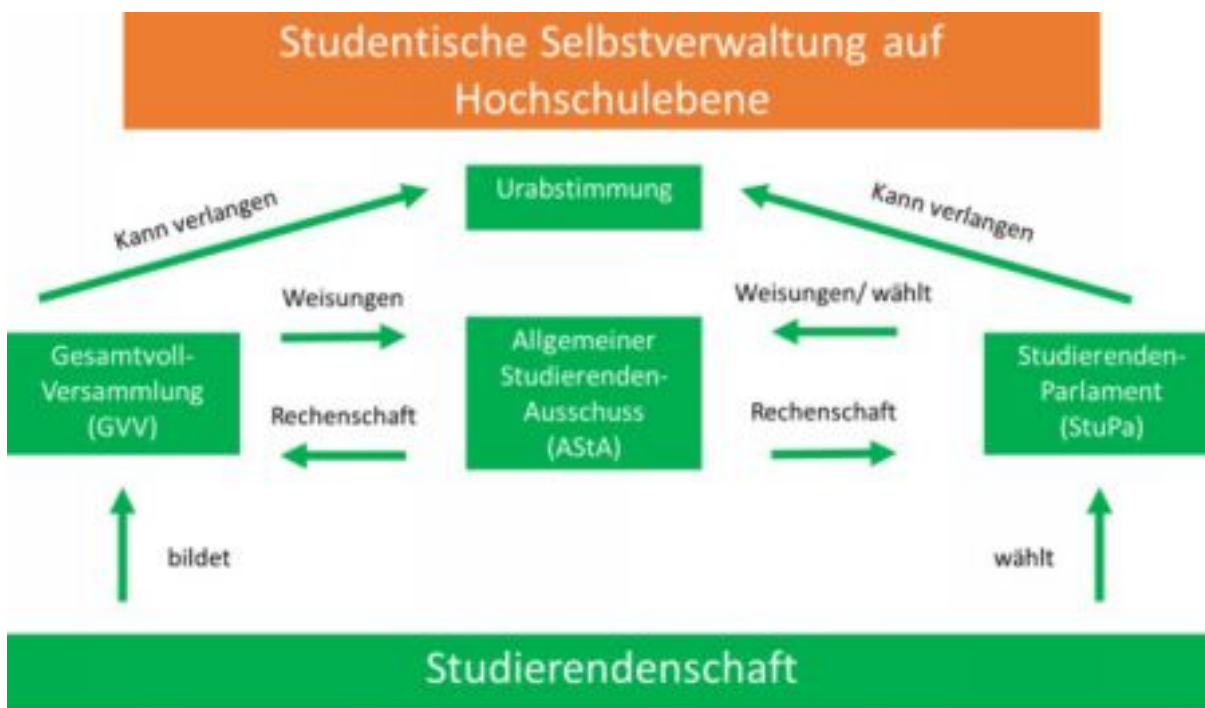 Studentische Selbstverwaltung auf
Hochschulebene
Urabstimmung
Kann verlangen
Kann verlangen
Weisungen
Weisungen/ wählt
Gesamtvoll-
Versammlung
(GVV)
Allgemeiner
Studierenden-
Ausschuss
(AStA)
Studierenden-
Parlament
(StuPa)
Rechenschaft
Rechenschaft
bildet
wählt
Studierendenschaft